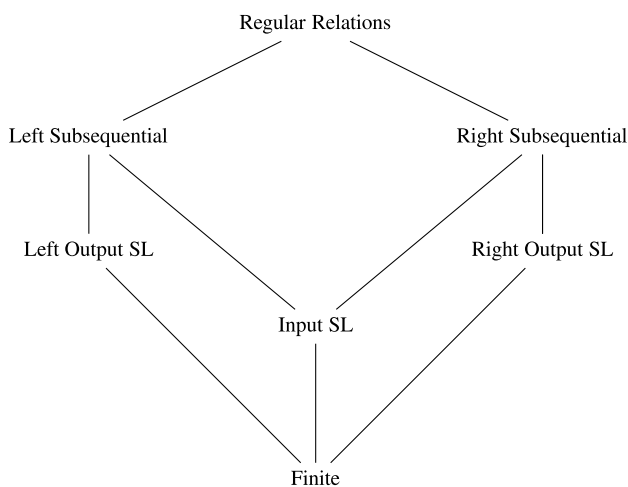 Regular Relations
Left Subsequential
Right Subsequential
Left Output SL
Right Output SL
Input SL
Finite